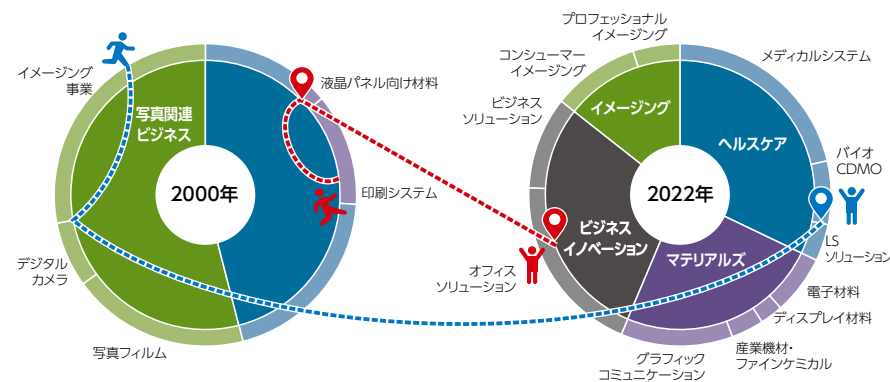 イメージング
事業
写真関連
ビジネス
2000年
液晶パネル向け材料
印刷システム
デジタル
カメラ
写真フィルム
プロフェッショナル
イメージング
コンシューマー
イメージング
ビジネス
ソリューション
メディカルシステム
イメージング
ヘルスケア
バイオ
CDMO
2022年
ビジネス
イノベーション
マテリアルズ
LS
ソリューション
オフィス
ソリューション
電子材料
ディスプレイ材料
産業機材・
ファインケミカル
グラフィック
コミュニケーション